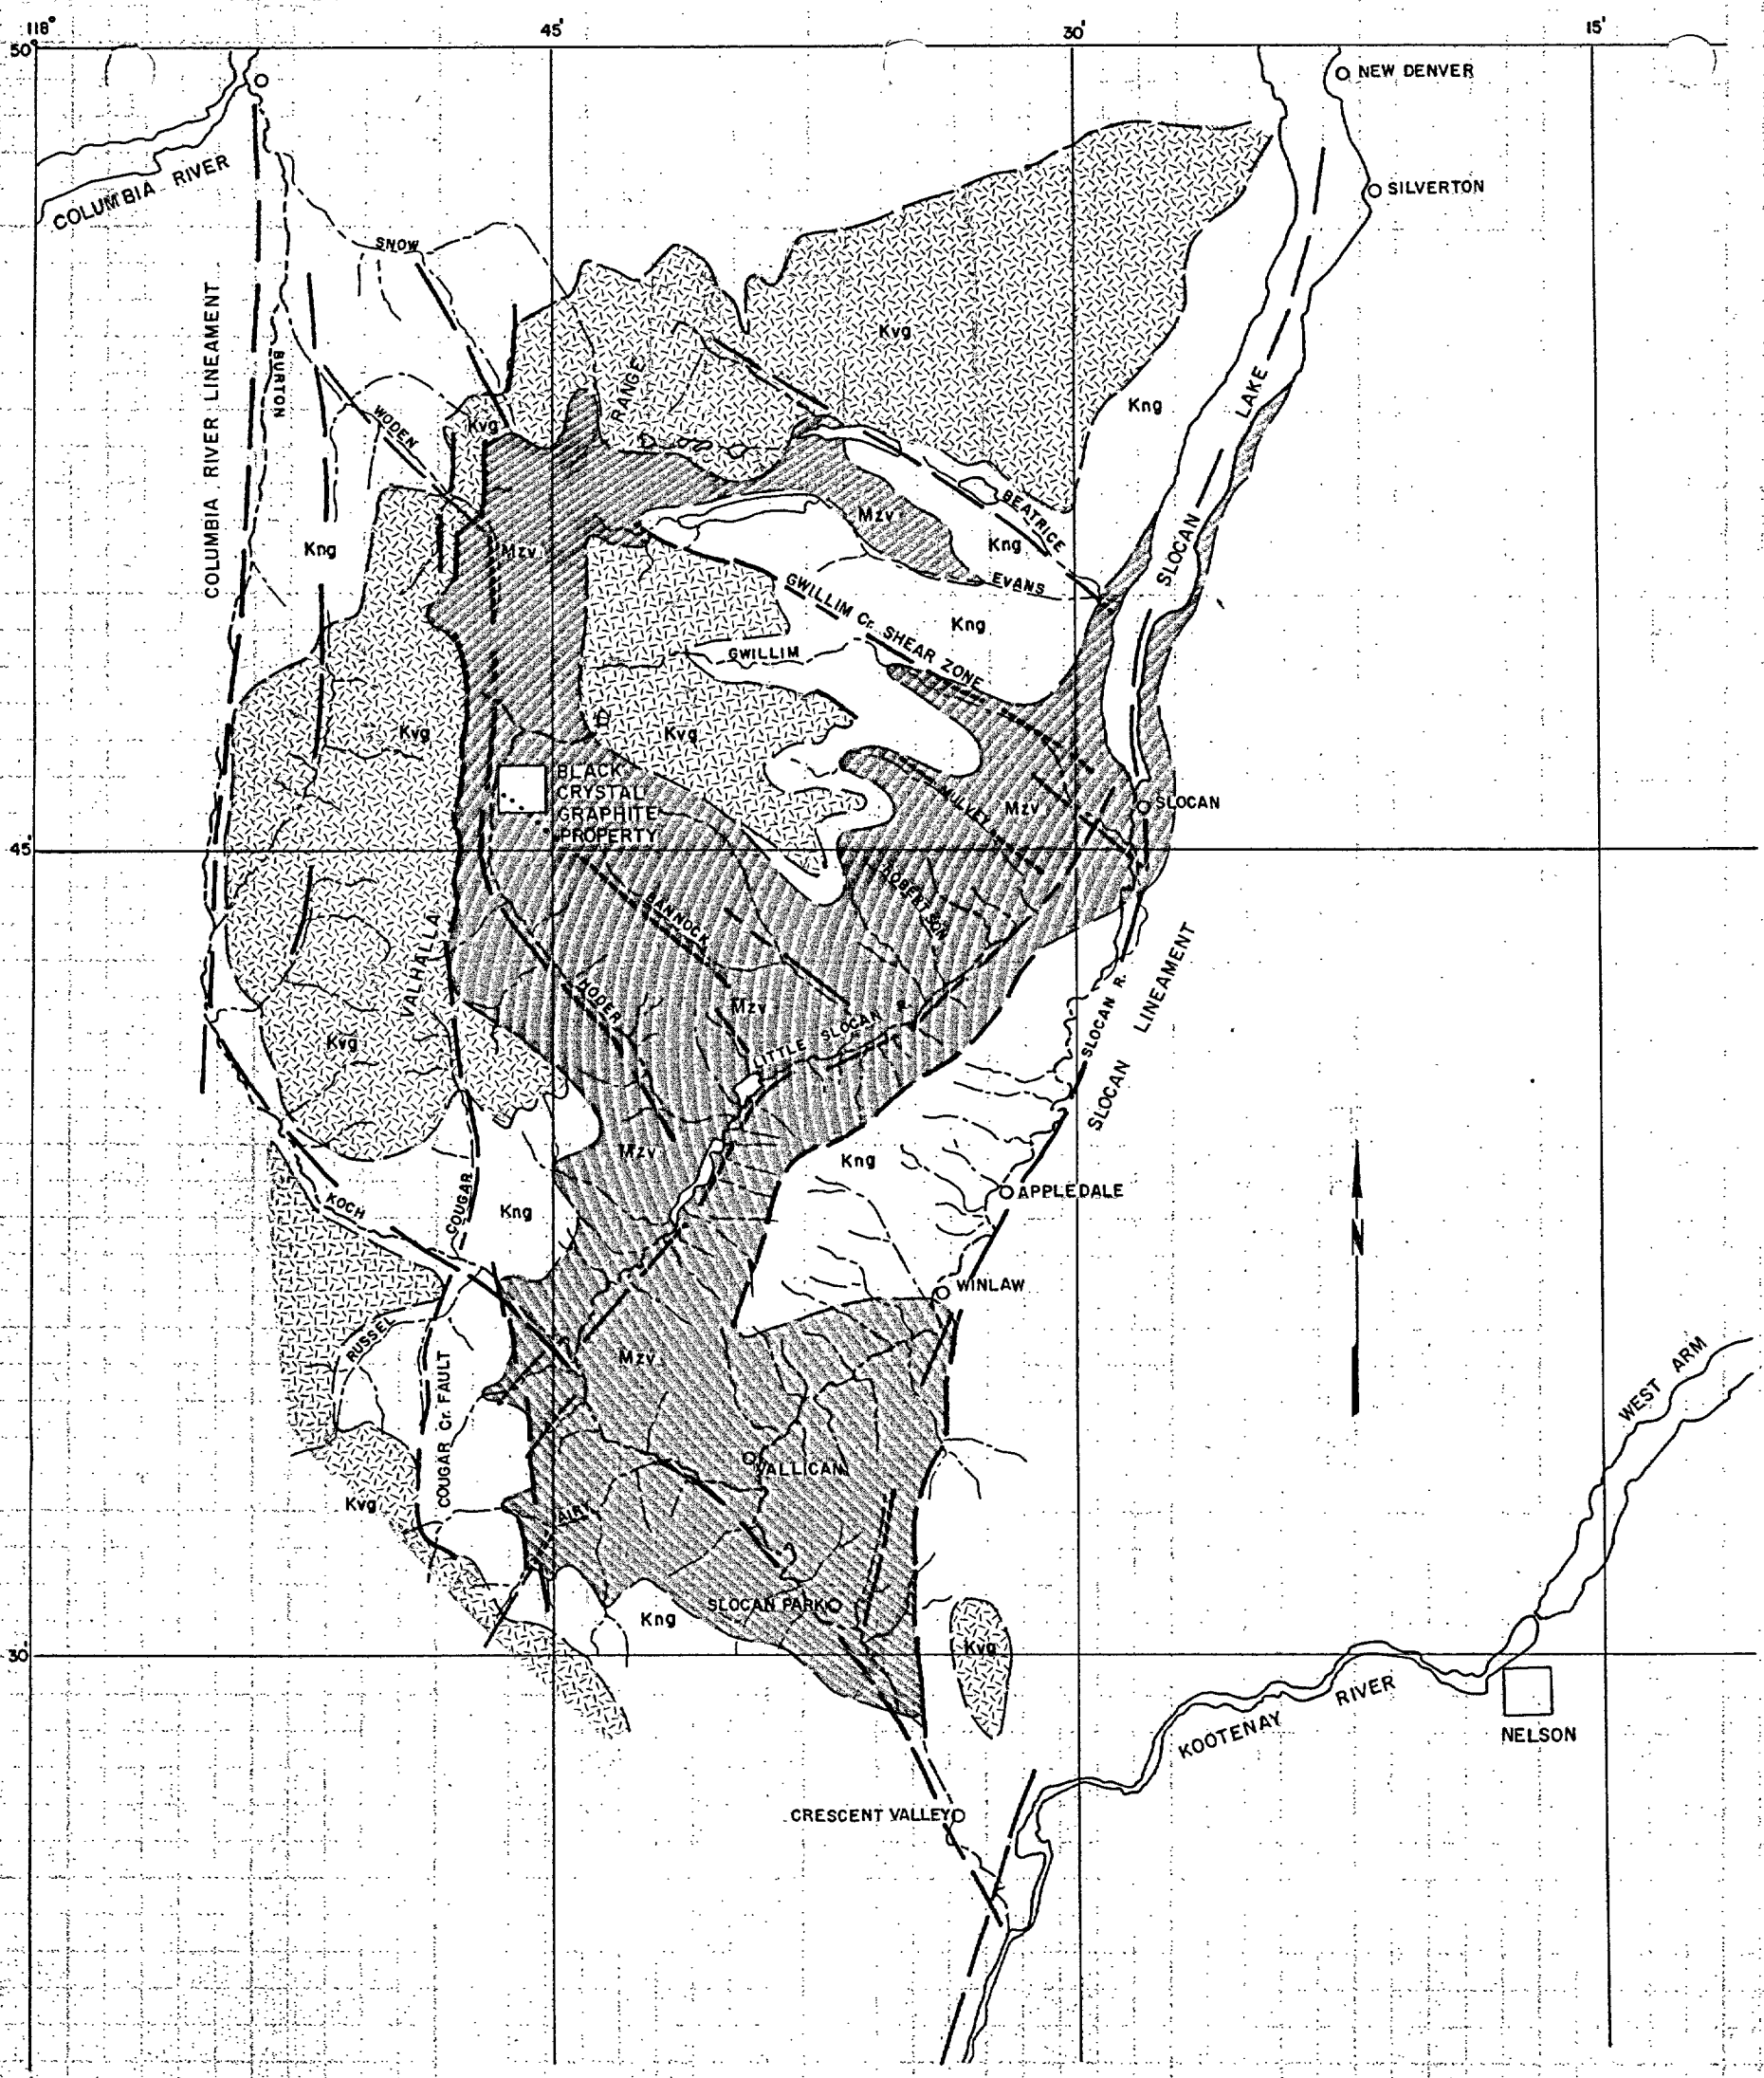 118°
45'
30'
15'
50°
NEW DENVER
COLUMBIA RIVER
SILVERTON
SNOW
COLUMBIA RIVER LINEAMENT
BURTON
RANGE
Kvg
LAKE
Kng
WODEN
Kvg
BEATRICE
Mzv
Kng
Kng
Mzv
SLOCAN
EVANS
GWILLIM Cr. SHEAR ZONE
Kng
GWILLIM
Kvg
Kvg
BLACK
CRYSTAL
GRAPHITE
PROPERTY
MULVEY
Mzv
SLOCAN
45'
ROBERTSON
BANNOCK
VALHALLA
HODER
Mzv
LITTLE SLOCAN R.
SLOCAN R.
SLOCAN LINEAMENT
Kvg
Mzv
Kng
APPLEDALE
KOCH
COUGAR
Kng
N
WINLAW
RUSSEL
Mzv
COUGAR Cr. FAULT
WEST ARM
VALLICAN
Kvg
AIRY
SLOCAN PARK
Kng
Kvg
30'
KOOTENAY RIVER
NELSON
CRESCENT VALLEY